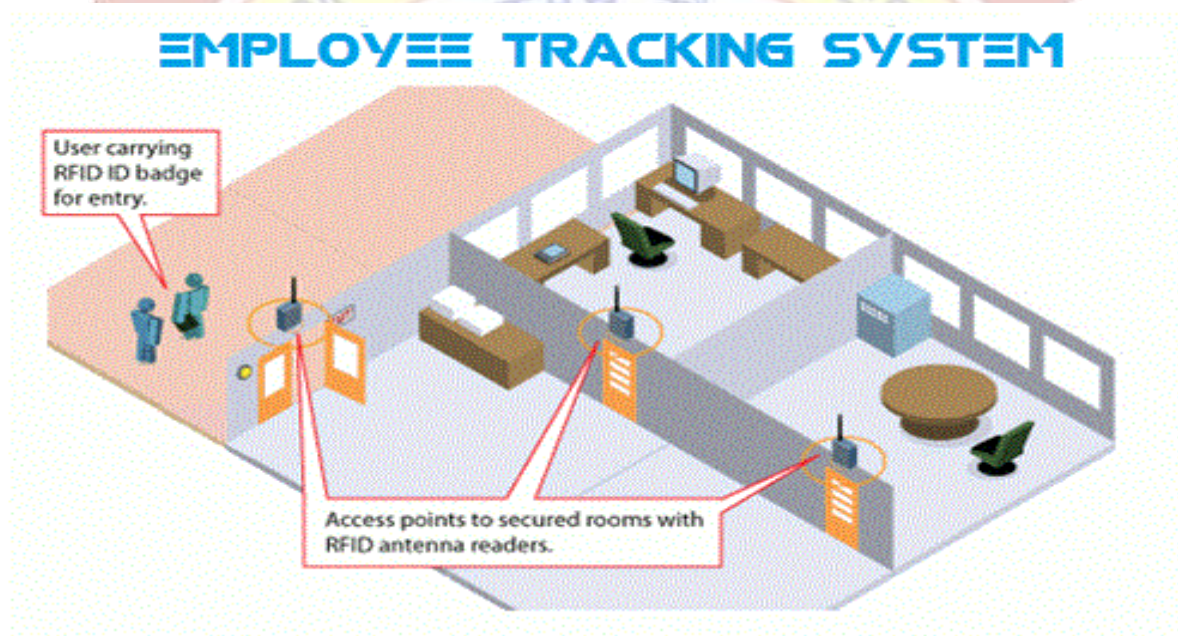 EMPLOYEE TRACKING SYSTEM
User carrying
RFID ID badge
for entry.
Access points to secured rooms with
RFID antenna readers.